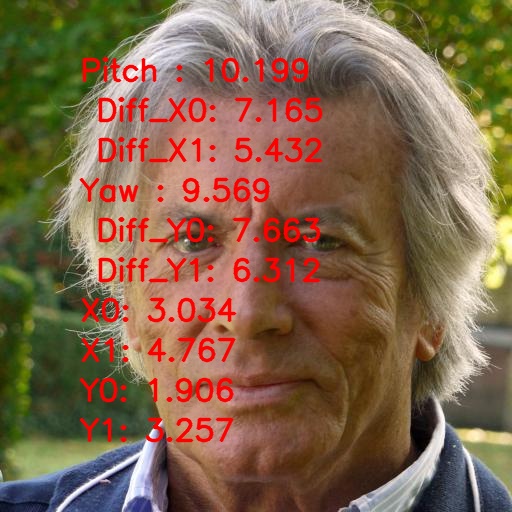 Pitch : 10.199
Diff_X0: 7.165
Diff_X1: 5.432
Yaw : 9.569
Diff_Y0: 7.663
Diff_Y1: 6.312
X0: 3.034
X1: 4.767
Y0: 1.906
Y1: 3.257